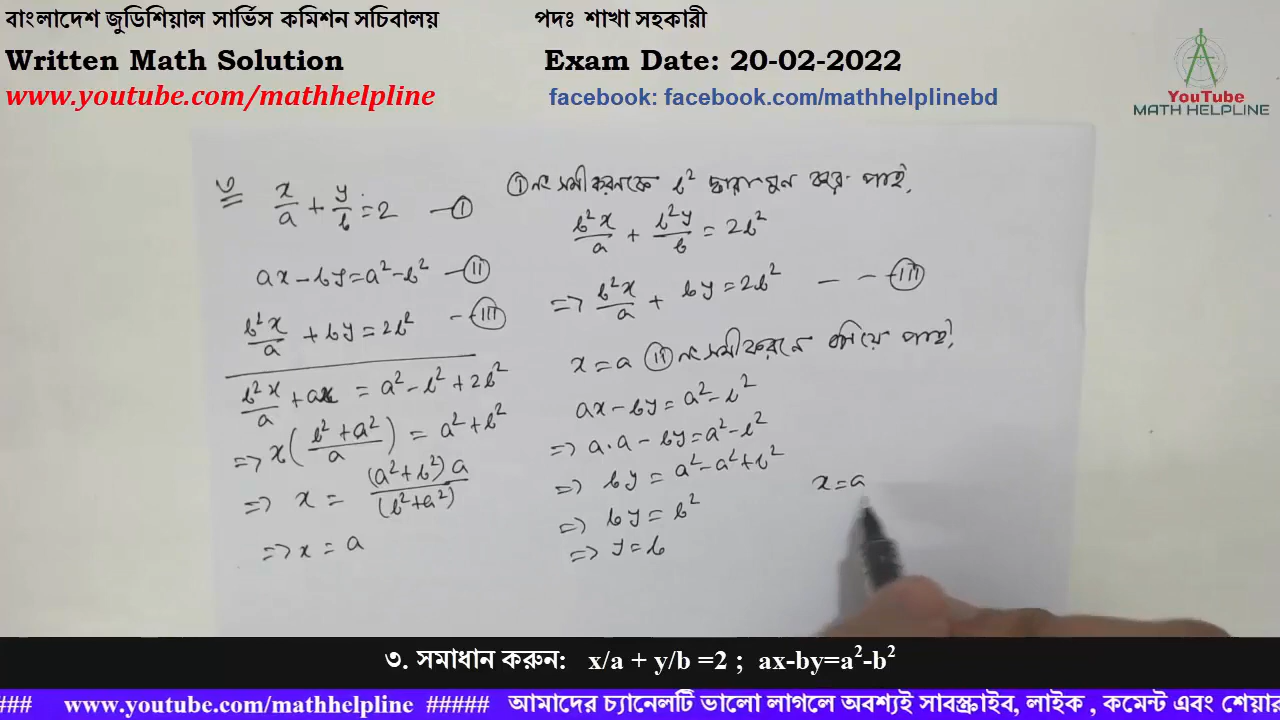 বাংলাদেশ জুডিশিয়াল সার্ভিস কমিশন সচিবালয়
পদঃ শাখা সহকারী
Written Math Solution
Exam Date: 20-02-2022
www.youtube.com/mathhelpline
facebook: facebook.com/mathhelplinebd
YouTube
MATH HELPLINE
৩ x/a + y/b = 2 — (I)
ax - by = a² - b² — (II)
b²x/a + by = 2b² - (III)
b²x/a + ax = a² - b² + 2b²
=> x(b² + a²/a) = a² + b²
=> x = (a² + b²)a/(b² + a²)
=> x = a
(I) নং সমীকরনকে b² দ্বারা গুন করে পাই,
b²x/a + b²y/b = 2b²
=> b²x/a + by = 2b² — - (III)
x = a (II) নং সমীকরনে বসিয়ে পাই,
ax - by = a² - b²
=> a·a - by = a² - b²
=> by = a² - a² + b²
=> by = b²
=> y = b
x = a
৩. সমাধান করুন: x/a + y/b =2 ; ax-by=a²-b²
### www.youtube.com/mathhelpline ##### আমাদের চ্যানেলটি ভালো লাগলে অবশ্যই সাবস্ক্রাইব, লাইক , কমেন্ট এবং শেয়ার